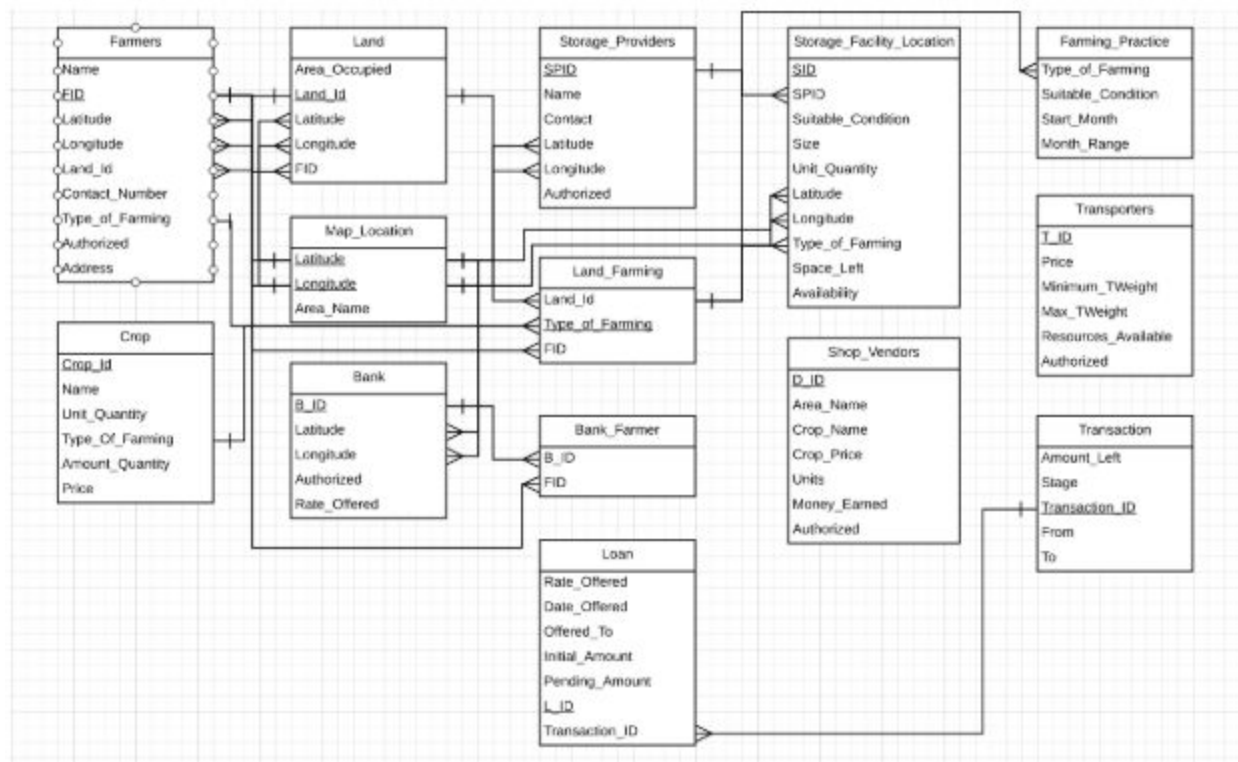 Farmers
Name
FID
Latitude
Longitude
Land_Id
Contact_Number
Type_of_Farming
Authorized
Address
Crop
Crop_Id
Name
Unit_Quantity
Type_Of_Farming
Amount_Quantity
Price
Land
Area_Occupied
Land_Id
Latitude
Longitude
FID
Map_Location
Latitude
Longitude
Area_Name
Bank
B_ID
Latitude
Longitude
Authorized
Rate_Offered
Storage_Providers
SPID
Name
Contact
Latitude
Longitude
Authorized
Land_Farming
Land_Id
Type_of_Farming
FID
Bank_Farmer
B_ID
FID
Loan
Rate_Offered
Date_Offered
Offered_To
Initial_Amount
Pending_Amount
L_ID
Transaction_ID
Storage_Facility_Location
SID
SPID
Suitable_Condition
Size
Unit_Quantity
Latitude
Longitude
Type_of_Farming
Space_Left
Availability
Shop_Vendors
D_ID
Area_Name
Crop_Name
Crop_Price
Units
Money_Earned
Authorized
Farming_Practice
Type_of_Farming
Suitable_Condition
Start_Month
Month_Range
Transporters
T_ID
Price
Minimum_TWeight
Max_TWeight
Resources_Available
Authorized
Transaction
Amount_Left
Stage
Transaction_ID
From
To